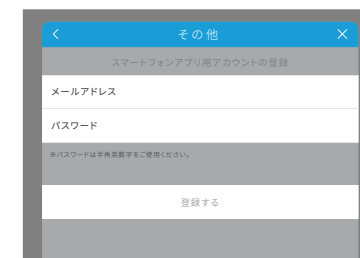 その他
スマートフォンアプリ用アカウントの登録
メールアドレス
パスワード
※パスワードは半角英数字をご使用ください。
登録する